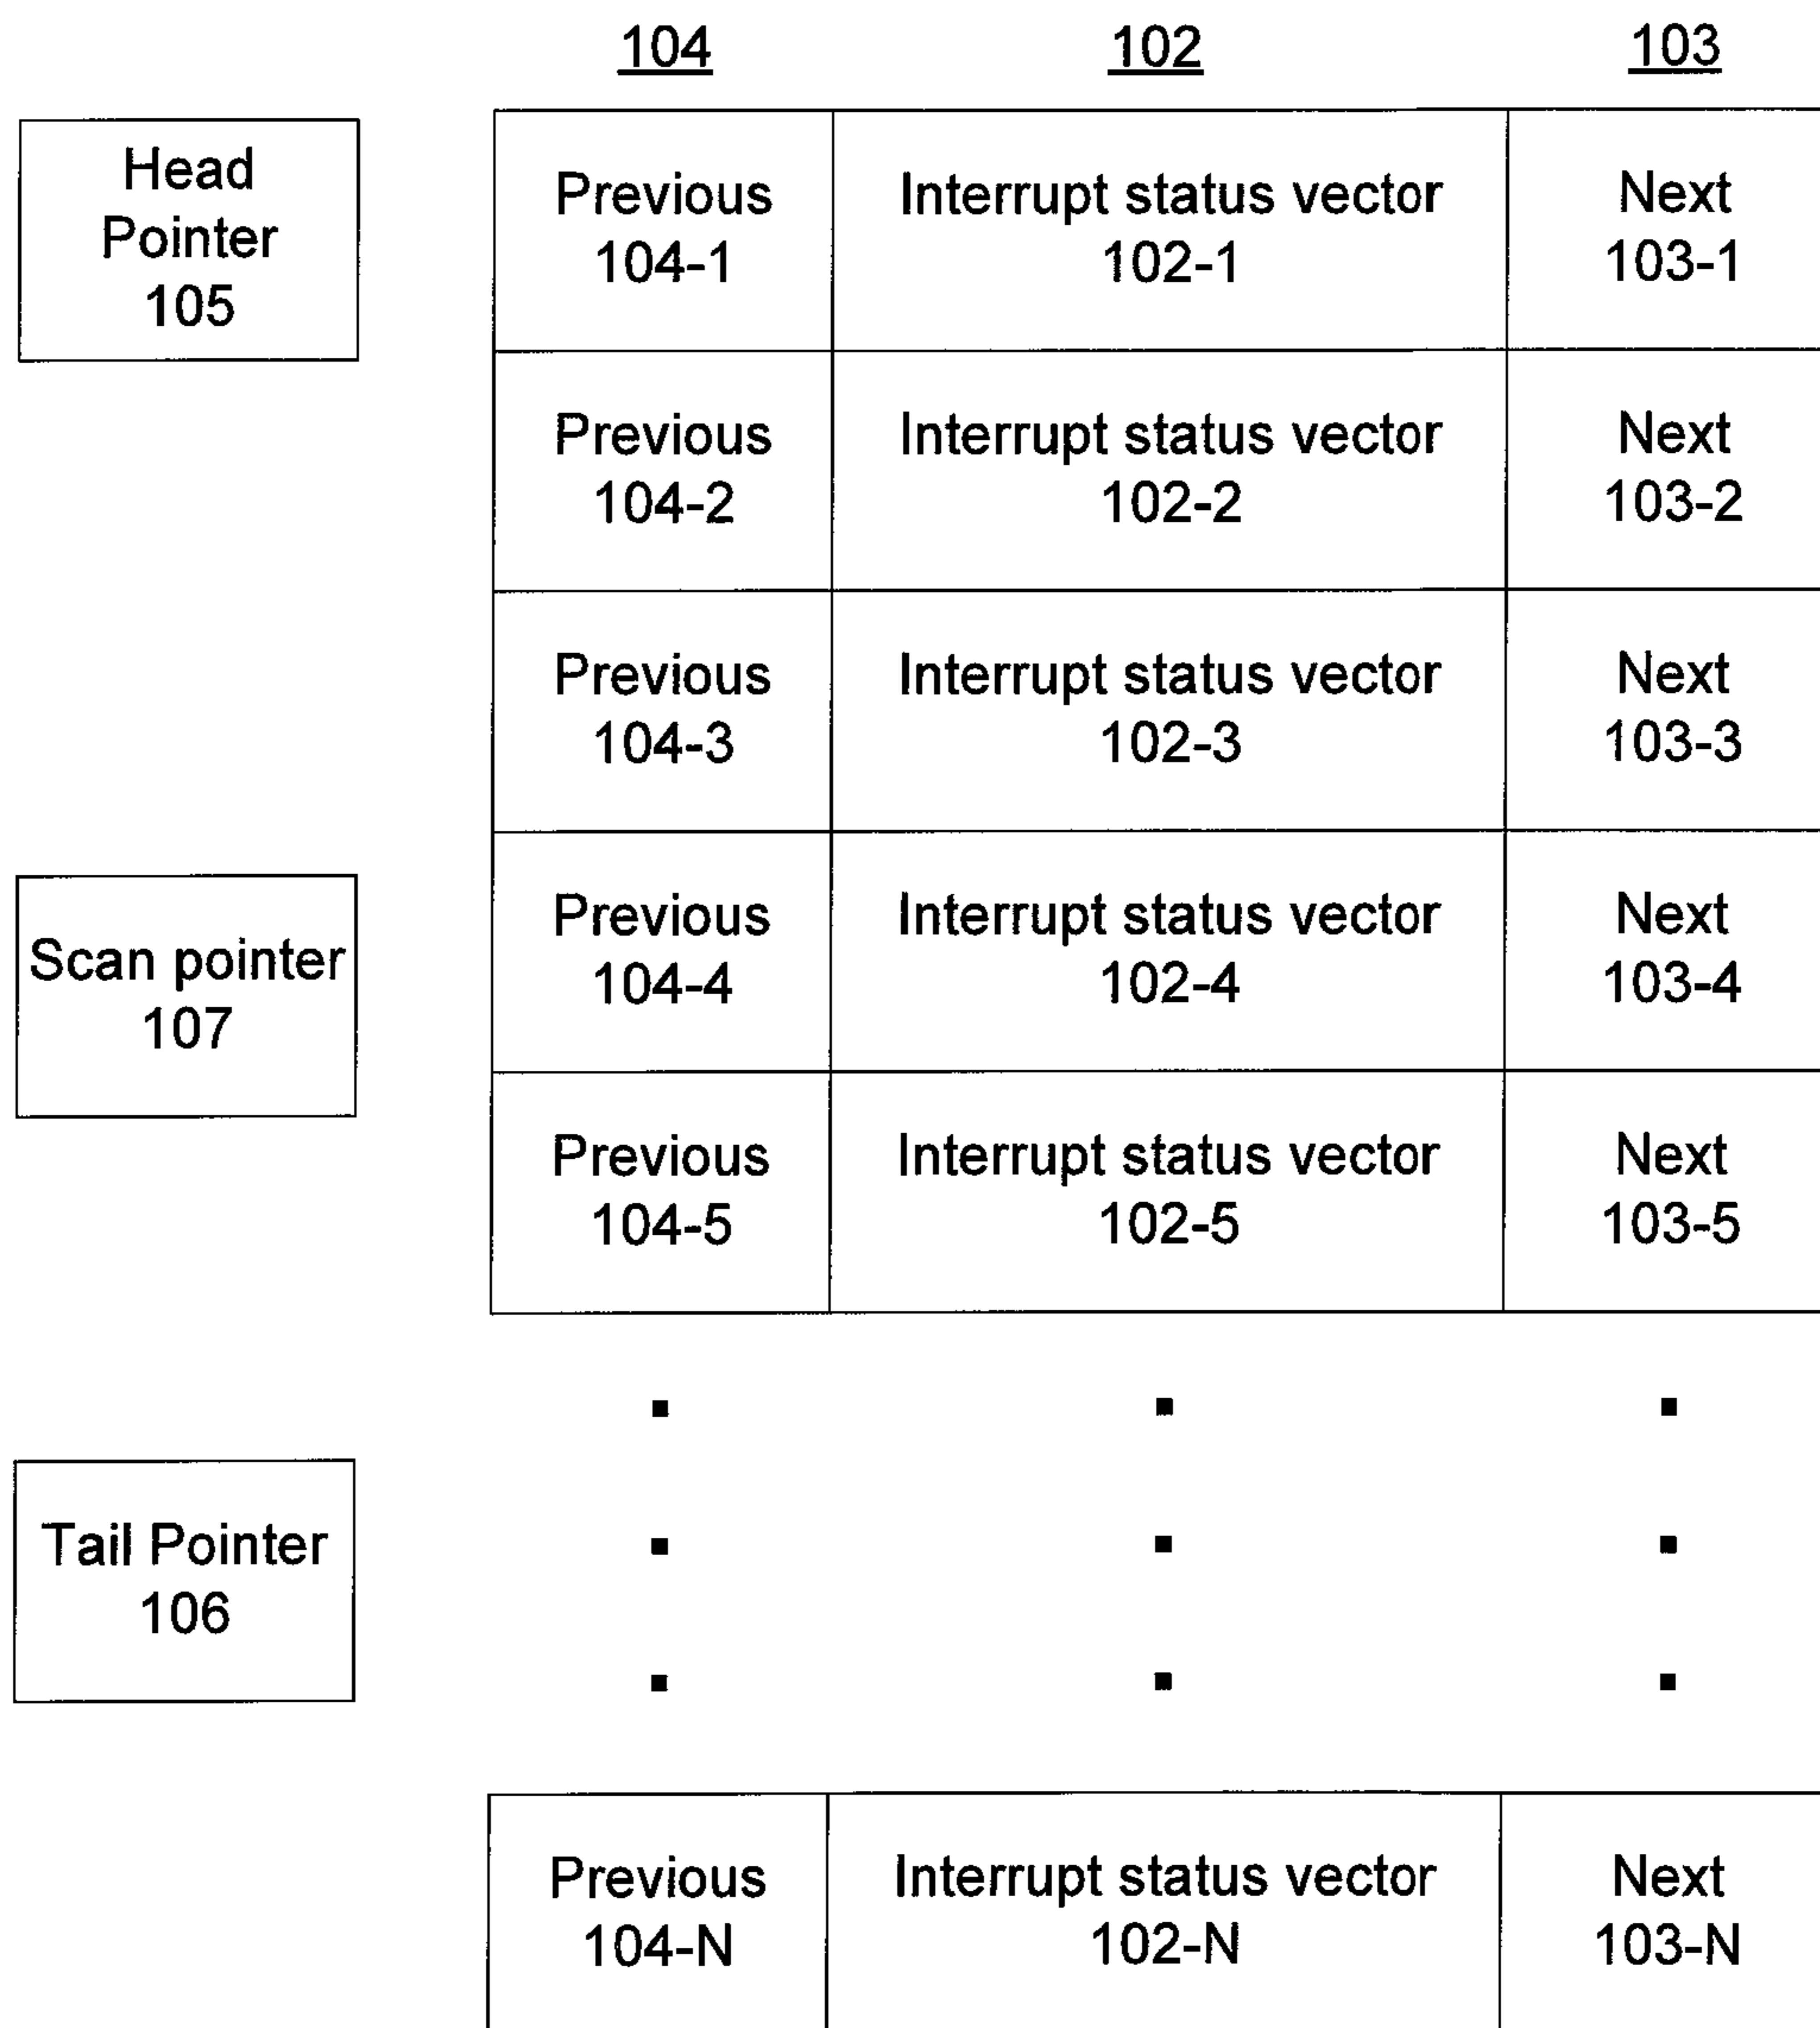 104
102
103
Head
Pointer
105
Previous
104-1
Interrupt status vector
102-1
Next
103-1
Previous
104-2
Interrupt status vector
102-2
Next
103-2
Previous
104-3
Interrupt status vector
102-3
Next
103-3
Scan pointer
107
Previous
104-4
Interrupt status vector
102-4
Next
103-4
Previous
104-5
Interrupt status vector
102-5
Next
103-5
Tail Pointer
106
Previous
104-N
Interrupt status vector
102-N
Next
103-N